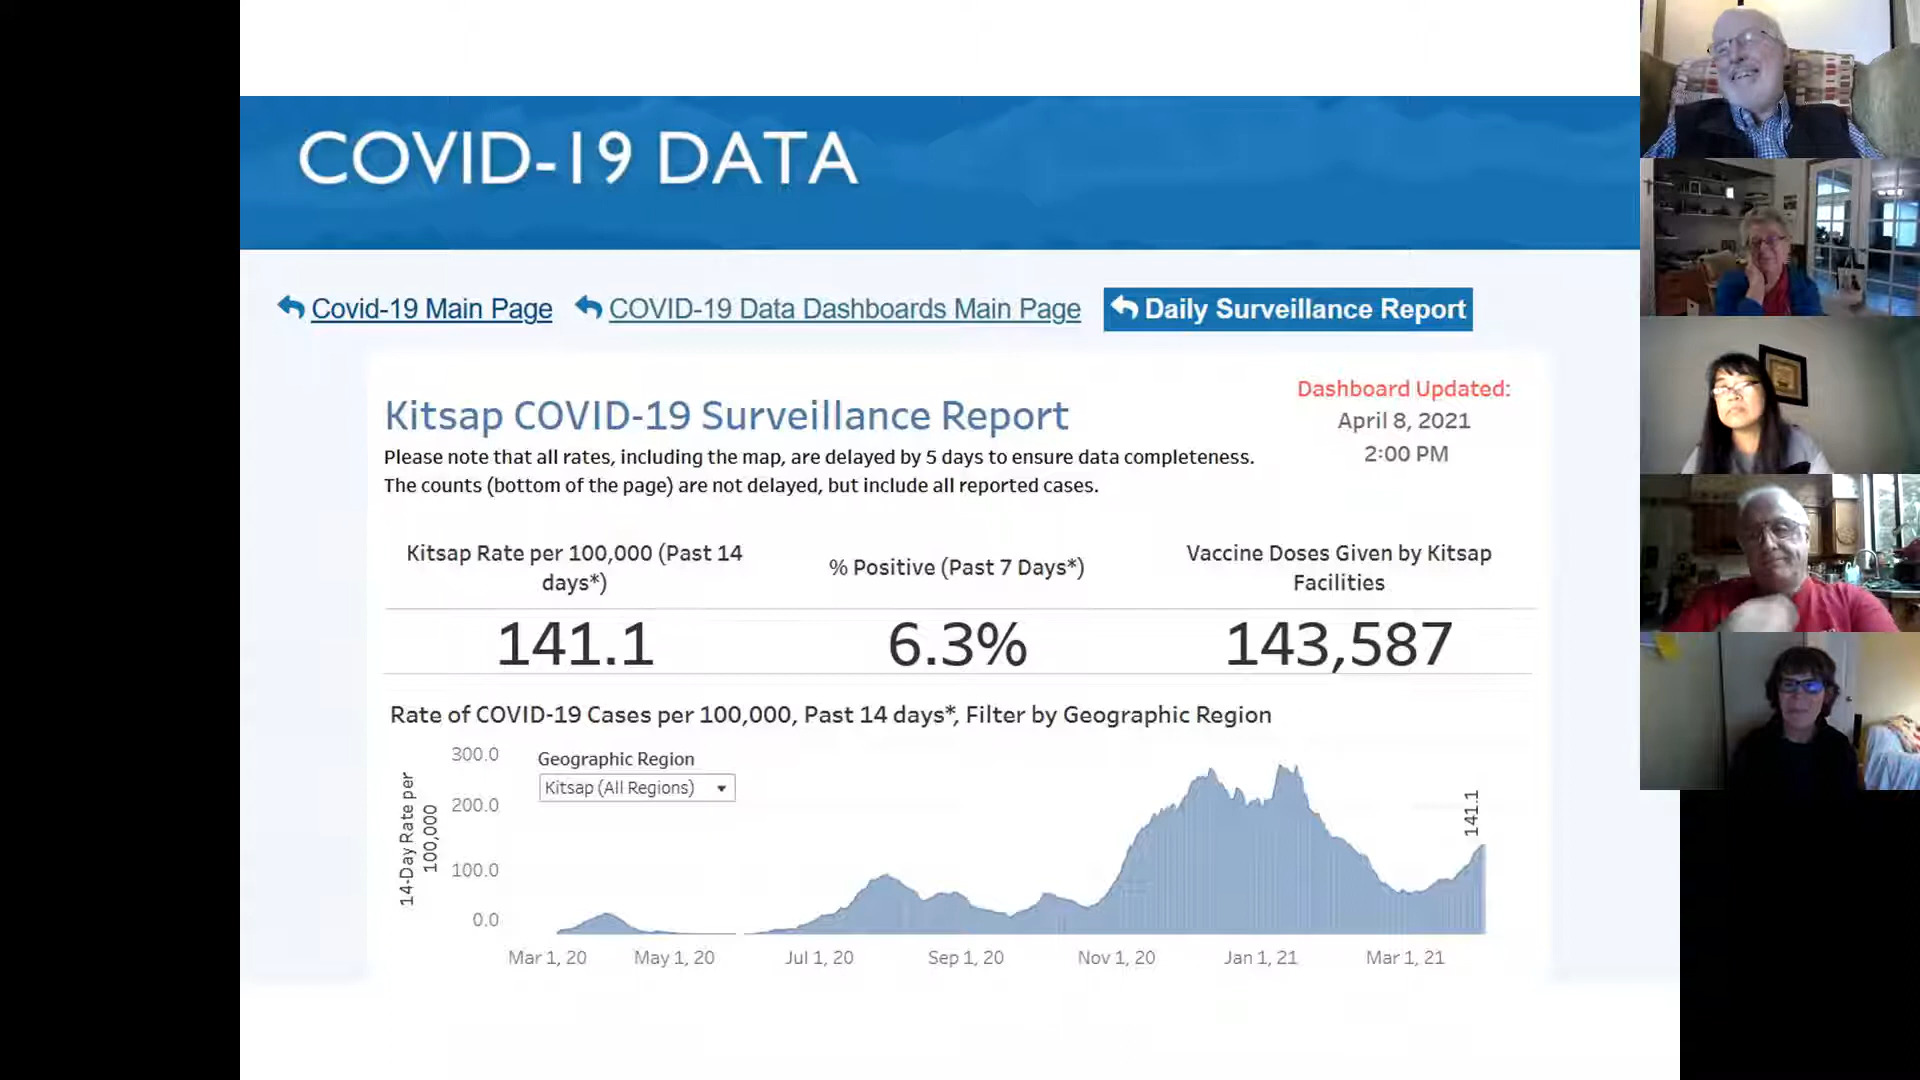 COVID-19 DATA
Covid-19 Main Page COVID-19 Data Dashboards Main Page Daily Surveillance Report
Dashboard Updated:
April 8, 2021
2:00 PM
Kitsap COVID-19 Surveillance Report
Please note that all rates, including the map, are delayed by 5 days to ensure data completeness.
The counts (bottom of the page) are not delayed, but include all reported cases.
Kitsap Rate per 100,000 (Past 14
days*)
% Positive (Past 7 Days*)
Vaccine Doses Given by Kitsap
Facilities
141.1
6.3%
143,587
Rate of COVID-19 Cases per 100,000, Past 14 days*, Filter by Geographic Region
Geographic Region
Kitsap (All Regions)
14-Day Rate per
100,000
300.0
200.0
100.0
0.0
141.1
Mar 1, 20 May 1, 20 Jul 1, 20 Sep 1, 20 Nov 1, 20 Jan 1, 21 Mar 1, 21